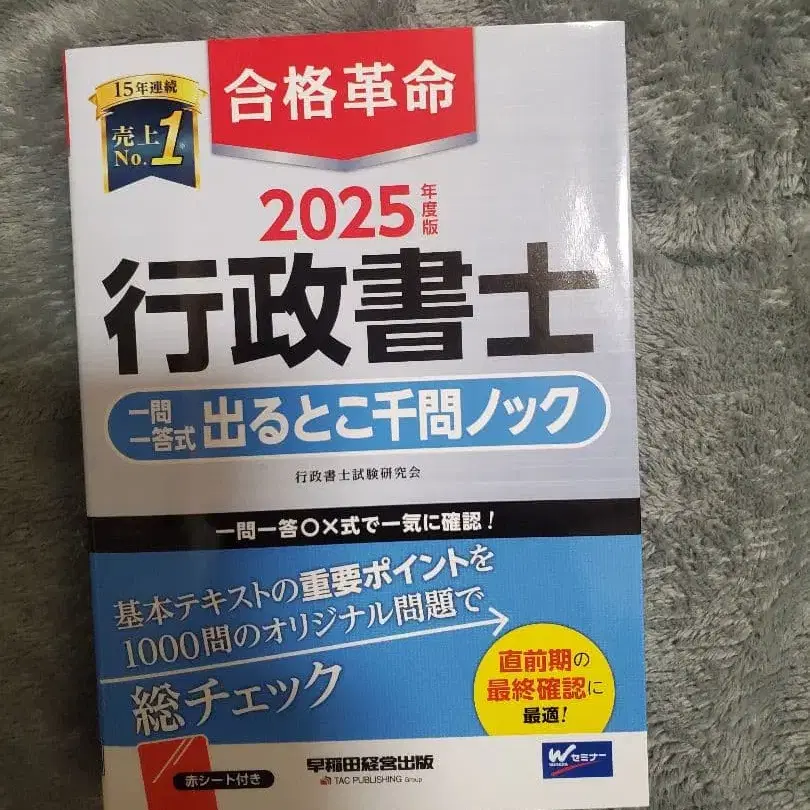 15年連続
売上
No.1※
合格革命
2025年度版
行政書士
一問
一答式
出るとこ千問ノック
行政書士試験研究会
一問一答○×式で一気に確認！
基本テキストの重要ポイントを
1000問のオリジナル問題で
総チェック
直前期の
最終確認に
最適！
赤シート付き
早稲田経営出版
TAC PUBLISHING Group
Wセミナー